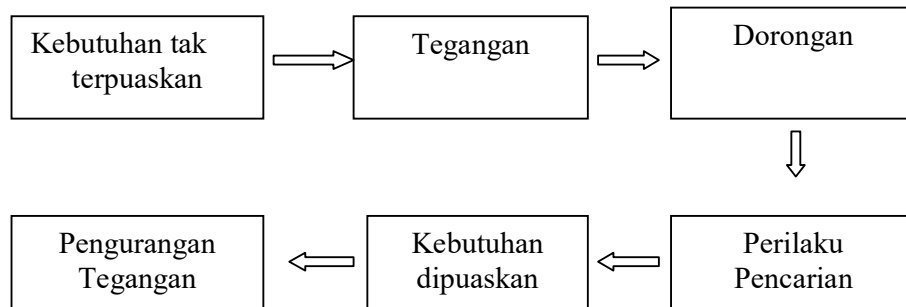 Kebutuhan tak
terpuaskan
Tegangan
Dorongan
Pengurangan
Tegangan
Kebutuhan
dipuaskan
Perilaku
Pencarian